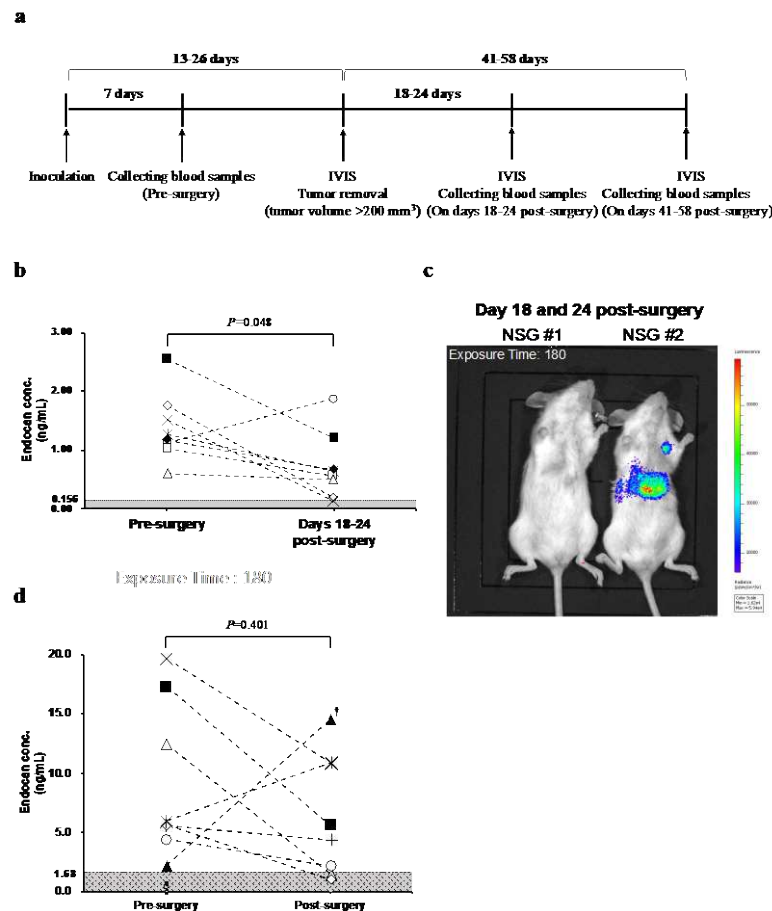 a
13-26 days
41-58 days
7 days
18-24 days
Inoculation
Collecting blood samples
(Pre-surgery)
IVIS
Tumor removal
(tumor volume >200 mm³)
IVIS
Collecting blood samples
(On days 18-24 post-surgery)
IVIS
Collecting blood samples
(On days 41-58 post-surgery)
b
P=0.048
Endocan conc.
(ng/mL)
3.00
2.00
1.00
0.156
0.00
Pre-surgery
Days 18-24
post-surgery
c
Day 18 and 24 post-surgery
NSG #1
NSG #2
Exposure Time: 180
Luminescence
Exposure Time : 180
d
P=0.401
Endocan conc.
(ng/mL)
20.0
15.0
10.0
5.0
1.58
0.0
Pre-surgery
Post-surgery